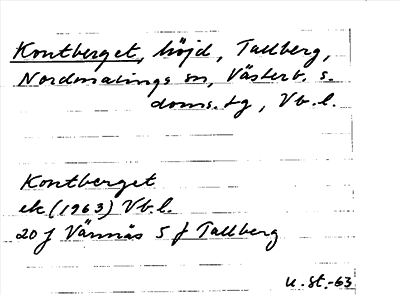 Kontberget, höjd, Tallberg,
Nordmalings sn, Västerb. s.
doms. tg, Vb. l.
Kontberget
ek (1963) Vb. l.
20 f Vännäs 5 f Tallberg
u. st. -63